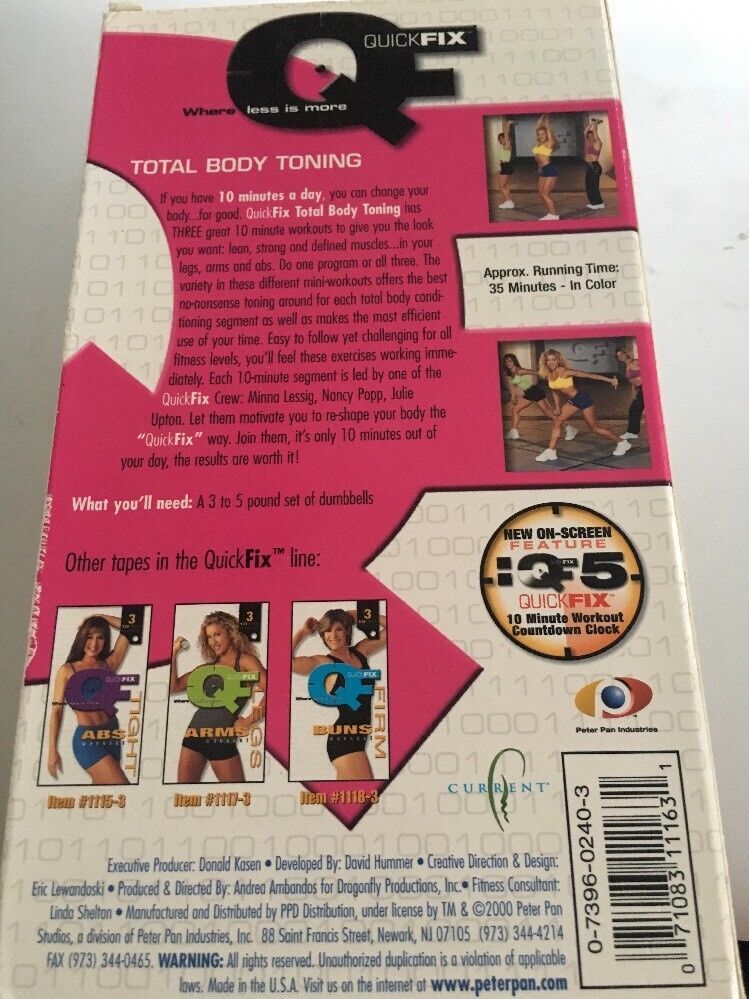 QUICKFIX™
QF
Where less is more
TOTAL BODY TONING
If you have 10 minutes a day, you can change your
body...for good. QuickFix Total Body Toning has
THREE great 10 minute workouts to give you the look
you want: lean, strong and defined muscles...in your
legs, arms and abs. Do one program or all three. The
variety in these different mini-workouts offers the best
no-nonsense toning around for each total body condi-
tioning segment as well as makes the most efficient
use of your time. Easy to follow yet challenging for all
fitness levels, you'll feel these exercises working imme-
diately. Each 10-minute segment is led by one of the
QuickFix Crew: Minna Lessig, Nancy Popp, Julie
Upton. Let them motivate you to re-shape your body the
"QuickFix" way. Join them, it's only 10 minutes out of
your day, the results are worth it!
Approx. Running Time:
35 Minutes - In Color
What you'll need: A 3 to 5 pound set of dumbbells
Other tapes in the QuickFix™ line:
NEW ON-SCREEN
FEATURE
:QF5
QUICKFIX™
10 Minute Workout
Countdown Clock
3
QUICKFIX
QF
ABS
WORKOUT
TIGHT
Item #1115-3
3
QUICKFIX
QF
ARMS
WORKOUT
LEGS
Item #1117-3
3
QUICKFIX
QF
BUNS
WORKOUT
FIRM
Item #1118-3
Peter Pan Industries
CURRENT
Executive Producer: Donald Kasen • Developed By: David Hummer • Creative Direction & Design:
Eric Lewandoski • Produced & Directed By: Andrea Ambandos for Dragonfly Productions, Inc. • Fitness Consultant:
Linda Shelton • Manufactured and Distributed by PPD Distribution, under license by TM & ©2000 Peter Pan
Studios, a division of Peter Pan Industries, Inc. 88 Saint Francis Street, Newark, NJ 07105 (973) 344-4214
FAX (973) 344-0465. WARNING: All rights reserved. Unauthorized duplication is a violation of applicable
laws. Made in the U.S.A. Visit us on the internet at www.peterpan.com
0-7396-0240-3
0 71083 11163 1